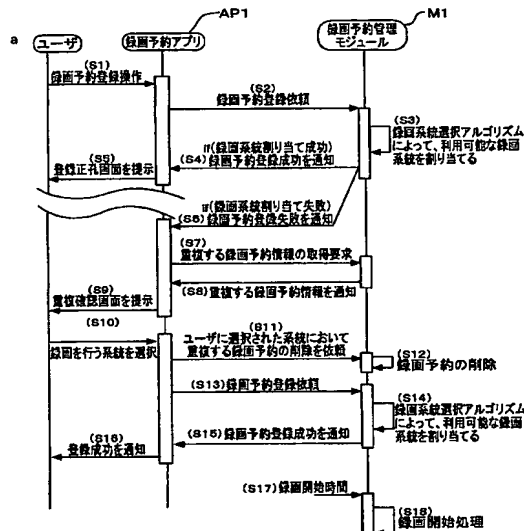 AP1
M1
a
ユーザ
録画予約アプリ
録画予約管理
モジュール
(S1)
録画予約登録操作
(S2)
録画予約登録依頼
(S3)
録画系統選択アルゴリズム
によって、利用可能な録画
系統を割り当てる
if(録画系統割り当て成功)
(S4) 録画予約登録成功を通知
(S5)
登録正孔画面を提示
if(録画系統割り当て失敗)
(S6) 録画予約登録失敗を通知
(S7)
重複する録画予約情報の取得要求
(S8) 重複する録画予約情報を通知
(S9)
重複確認画面を提示
(S10)
録画を行う系統を選択
(S11)
ユーザに選択された系統において
重複する録画予約の削除を依頼
(S12)
録画予約の削除
(S13) 録画予約登録依頼
(S14)
録画系統選択アルゴリズム
によって、利用可能な録画
系統を割り当てる
(S15) 録画予約登録成功を通知
(S16)
登録成功を通知
(S17) 録画開始時間
(S18)
録画開始処理